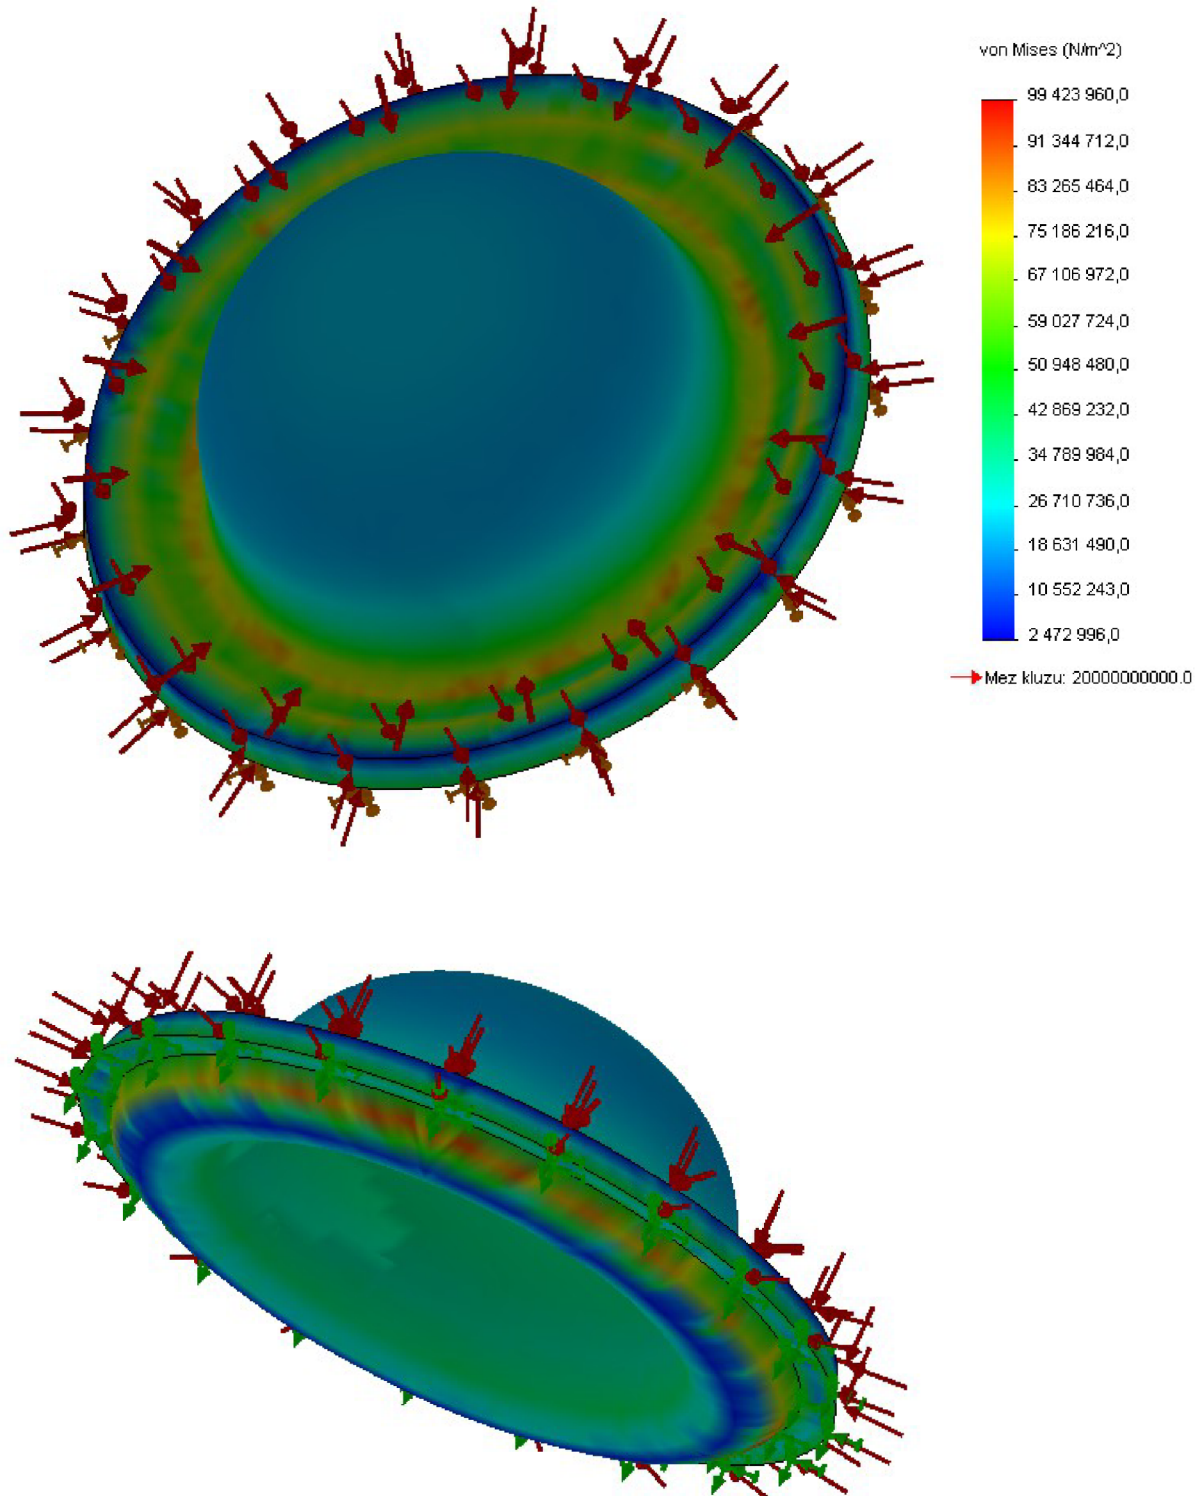 von Mises (N/m^2)
99 423 960,0
91 344 712,0
83 265 464,0
75 186 216,0
67 106 972,0
59 027 724,0
50 948 480,0
42 869 232,0
34 789 984,0
26 710 736,0
18 631 490,0
10 552 243,0
2 472 996,0
Mez kluzu: 20000000000.0